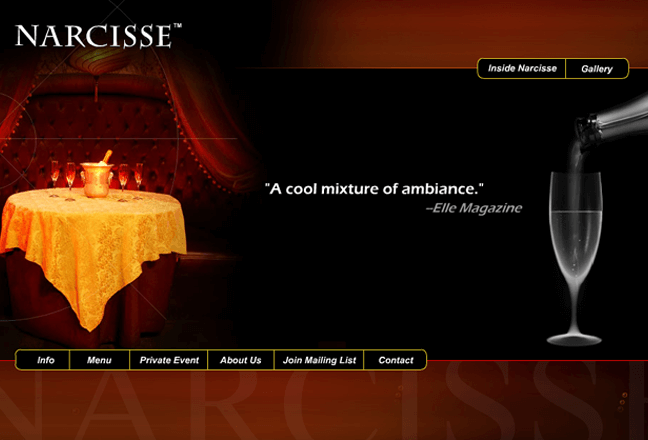 NARCISSE™
Inside Narcisse
Gallery
"A cool mixture of ambiance."
--Elle Magazine
Info
Menu
Private Event
About Us
Join Mailing List
Contact
NARCISSE